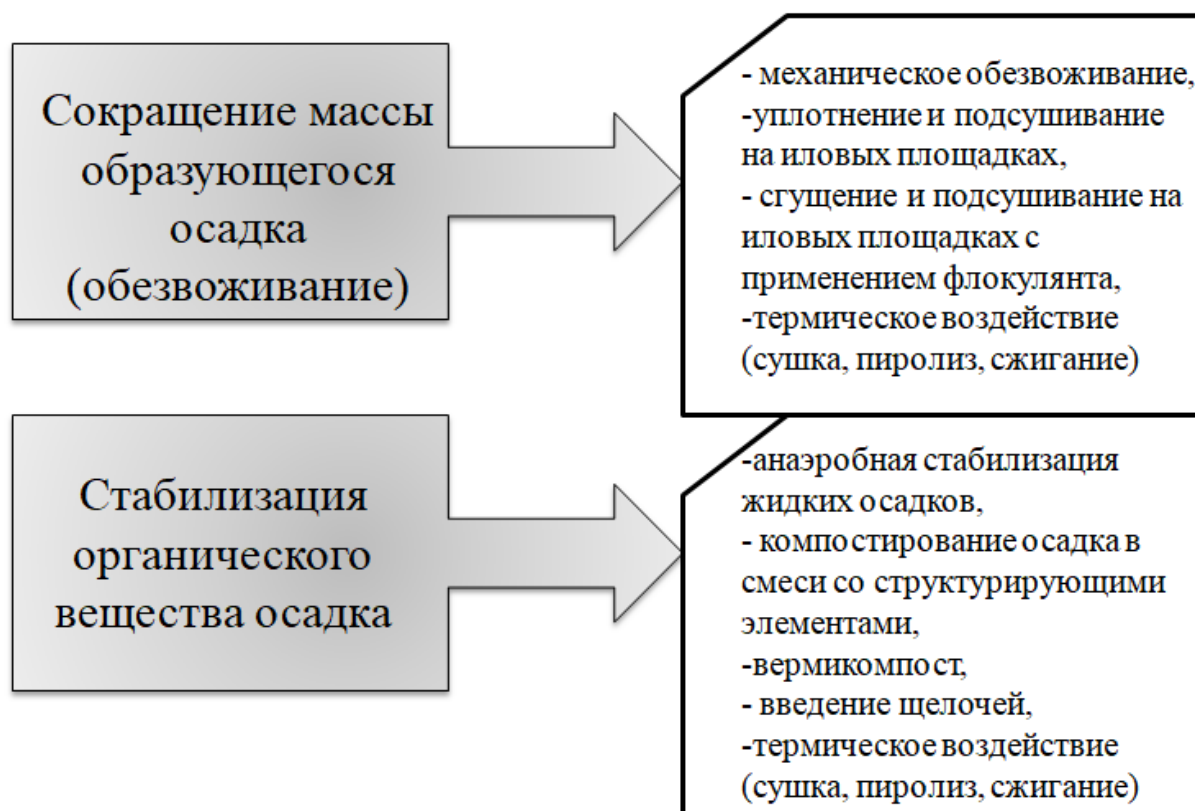 Сокращение массы
образующегося
осадка
(обезвоживание)
- механическое обезвоживание,
-уплотнение и подсушивание
на иловых площадках,
- сгущение и подсушивание на
иловых площадках с
применением флокулянта,
-термическое воздействие
(сушка, пиролиз, сжигание)
Стабилизация
органического
вещества осадка
-анаэробная стабилизация
жидких осадков,
- компостирование осадка в
смеси со структурирующими
элементами,
-вермикомпост,
- введение щелочей,
-термическое воздействие
(сушка, пиролиз, сжигание)